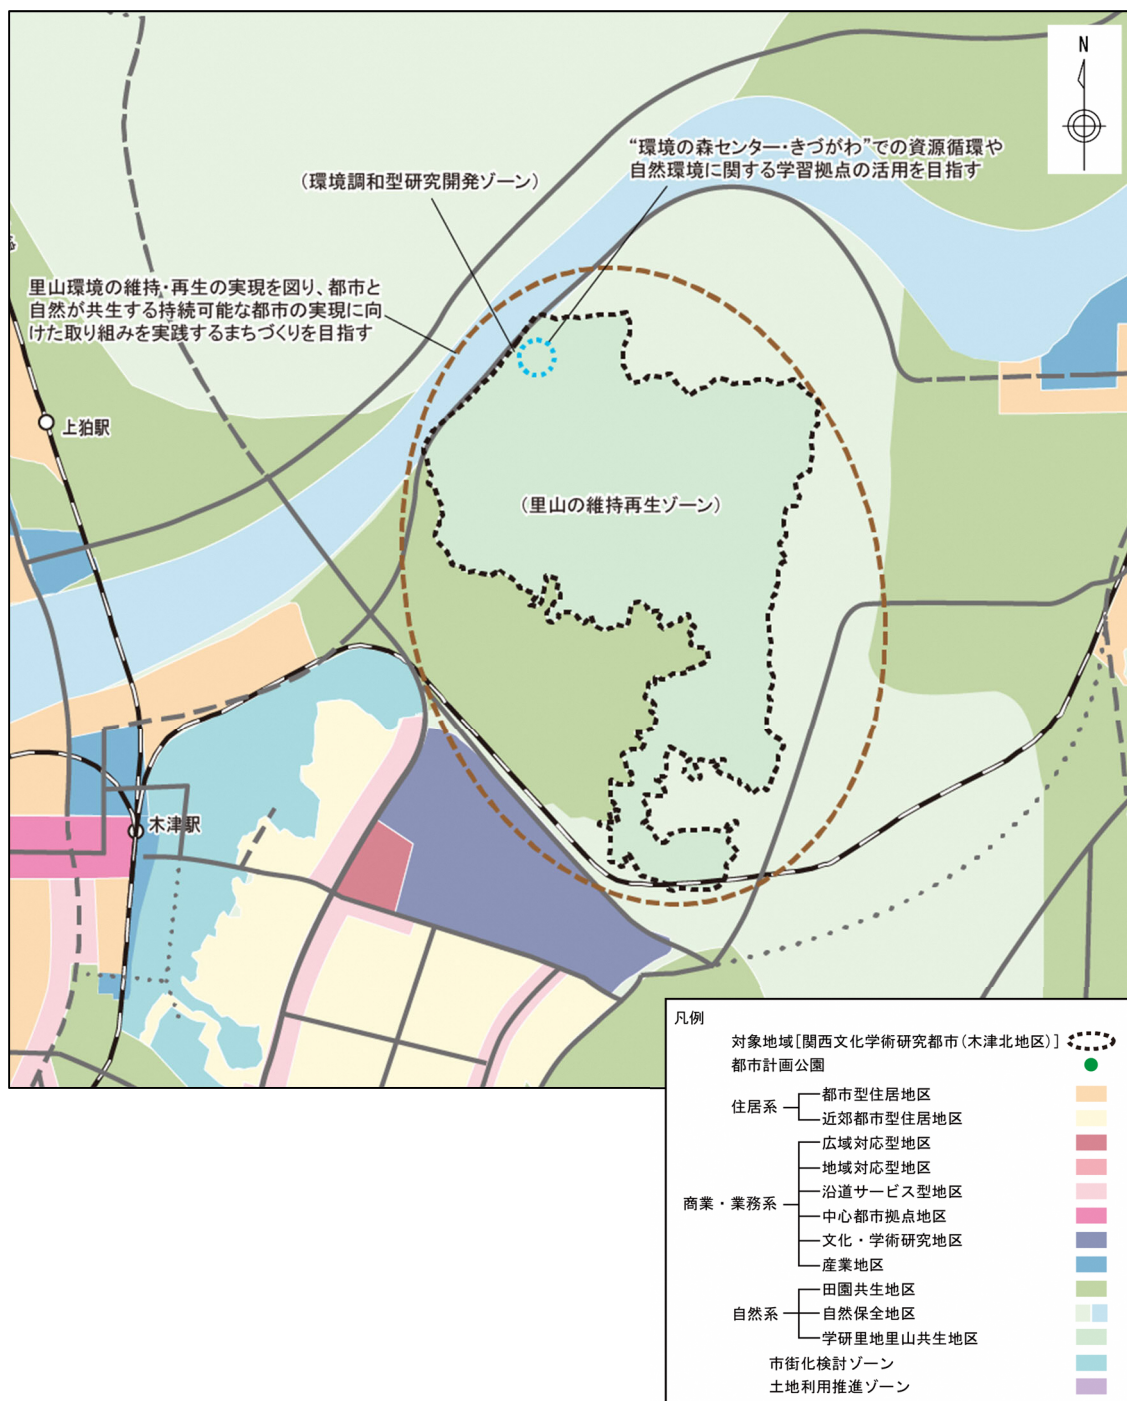 N
“環境の森センター・きづがわ”での資源循環や
自然環境に関する学習拠点の活用を目指す
(環境調和型研究開発ゾーン)
里山環境の維持・再生の実現を図り、都市と
自然が共生する持続可能な都市の実現に向
けた取り組みを実践するまちづくりを目指す
上狛駅
(里山の維持再生ゾーン)
木津駅
凡例
対象地域[関西文化学術研究都市(木津北地区)]
都市計画公園
住居系
都市型住居地区
近郊都市型住居地区
商業・業務系
広域対応型地区
地域対応型地区
沿道サービス型地区
中心都市拠点地区
文化・学術研究地区
産業地区
自然系
田園共生地区
自然保全地区
学研里地里山共生地区
市街化検討ゾーン
土地利用推進ゾーン